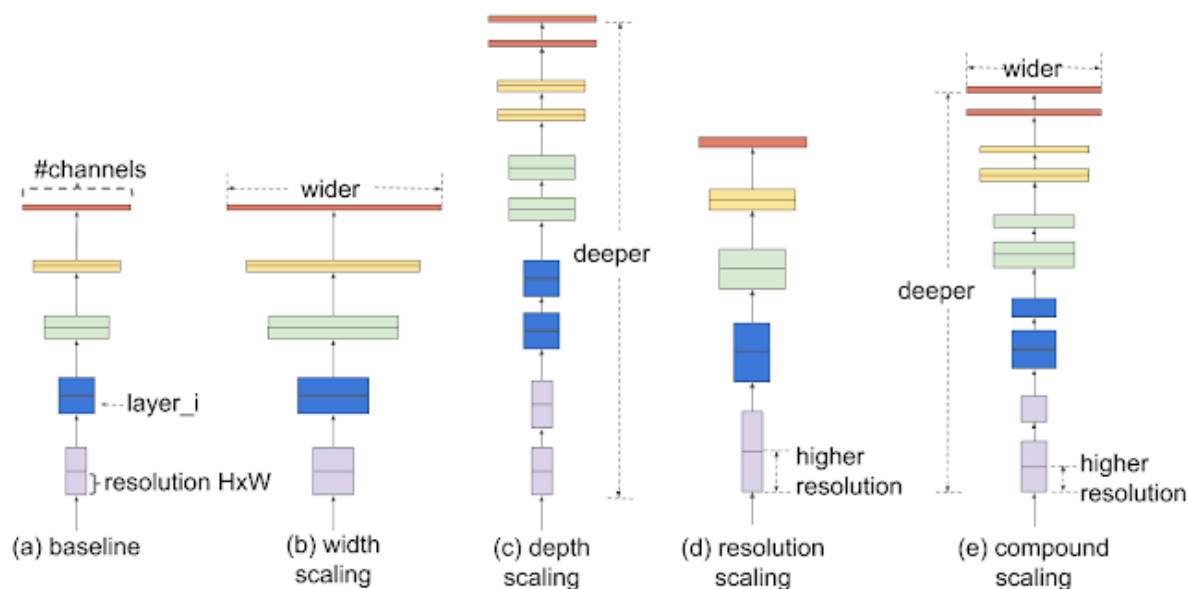 #channels
layer_i
resolution HxW
(a) baseline
wider
(b) width
scaling
deeper
(c) depth
scaling
higher
resolution
(d) resolution
scaling
wider
deeper
higher
resolution
(e) compound
scaling